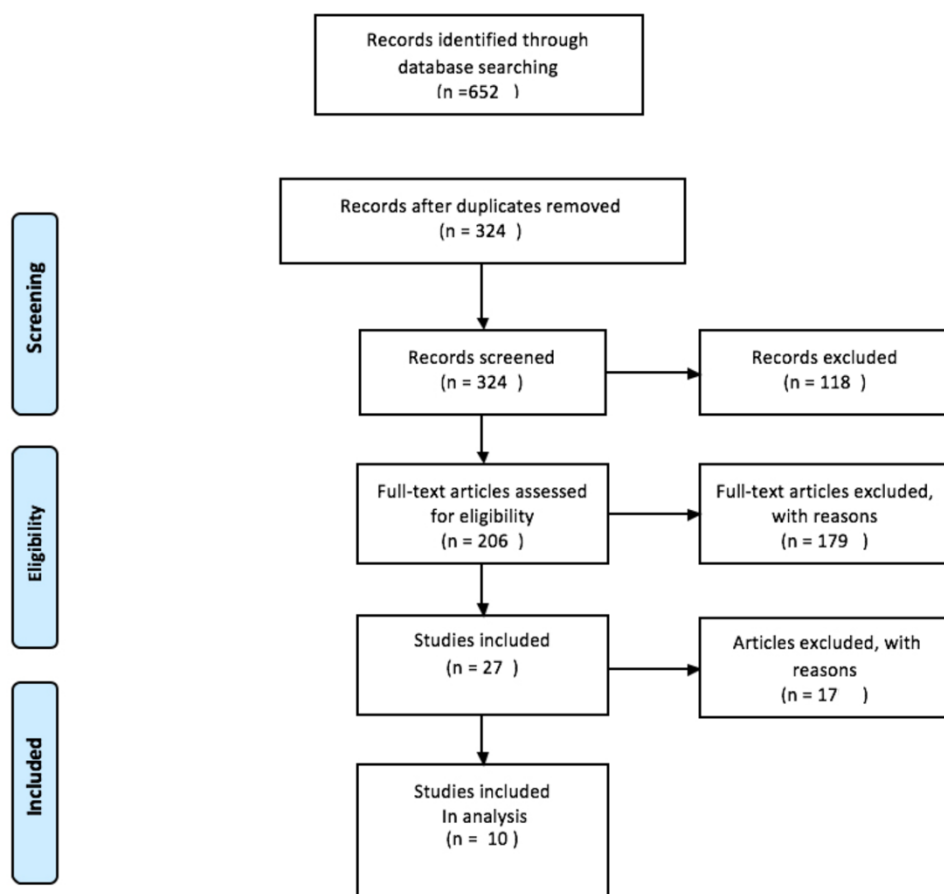 Records identified through
database searching
(n =652 )
Records after duplicates removed
(n = 324 )
Screening
Records screened
(n = 324 )
Records excluded
(n = 118 )
Eligibility
Full-text articles assessed
for eligibility
(n = 206 )
Full-text articles excluded,
with reasons
(n = 179 )
Studies included
(n = 27 )
Articles excluded, with
reasons
(n = 17 )
Included
Studies included
In analysis
(n = 10 )